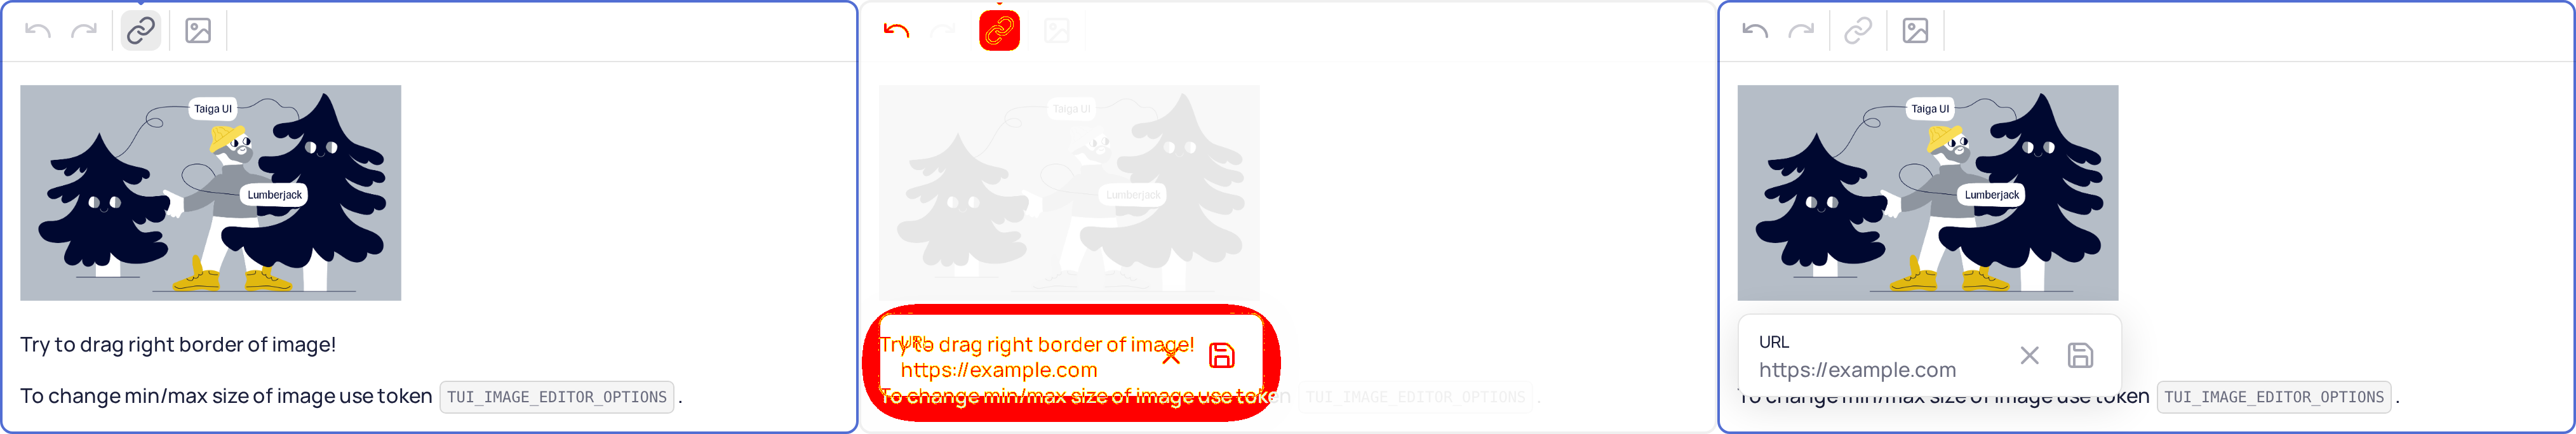 Taiga UI
Lumberjack
Try to drag right border of image!
To change min/max size of image use token TUI_IMAGE_EDITOR_OPTIONS .
Taiga UI
Lumberjack
URL
Try to drag right border of image!
https://example.com
To change min/max size of image use token TUI_IMAGE_EDITOR_OPTIONS .
Taiga UI
Lumberjack
URL
https://example.com
To change min/max size of image use token TUI_IMAGE_EDITOR_OPTIONS .